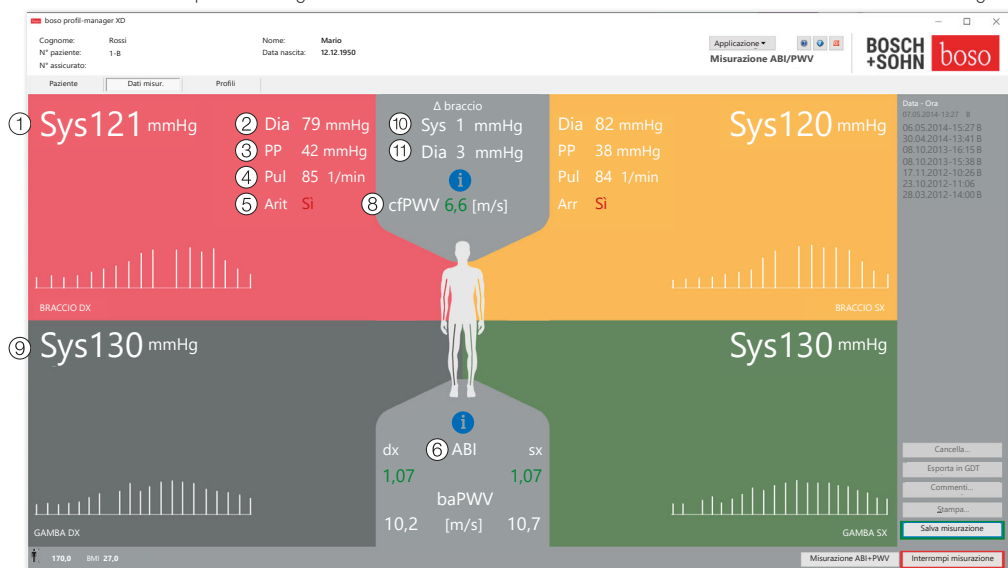 boso profil-manager XD
Cognome: Rossi Nome: Mario
N° paziente: 1-B Data nascita: 12.12.1950
N° assicurato:
Applicazione
Misurazione ABI/PWV
BOSCH
+SOHN
boso
Paziente Dati misur. Profili
1 Sys121 mmHg
2 Dia 79 mmHg
3 PP 42 mmHg
4 Pul 85 1/min
5 Arit Sì
BRACCIO DX
Δ braccio
10 Sys 1 mmHg
11 Dia 3 mmHg
i
8 cfPWV 6,6 [m/s]
Dia 82 mmHg
PP 38 mmHg
Pul 84 1/min
Arr Sì
Sys120 mmHg
BRACCIO SX
9 Sys130 mmHg
GAMBA DX
i
dx 6 ABI sx
1,07 1,07
baPWV
10,2 [m/s] 10,7
Sys130 mmHg
GAMBA SX
Data - Ora
07.05.2014-13:27 B
06.05.2014-15:27 B
30.04.2014-13:41 B
08.10.2013-16:15 B
08.10.2013-15:38 B
17.11.2012-10:26 B
23.10.2012-11:06
28.03.2012-14:00 B
Cancella...
Esporta in GDT
Commenti...
Stampa...
Salva misurazione
170,0 BMI 27,0
Misurazione ABI+PWV Interrompi misurazione